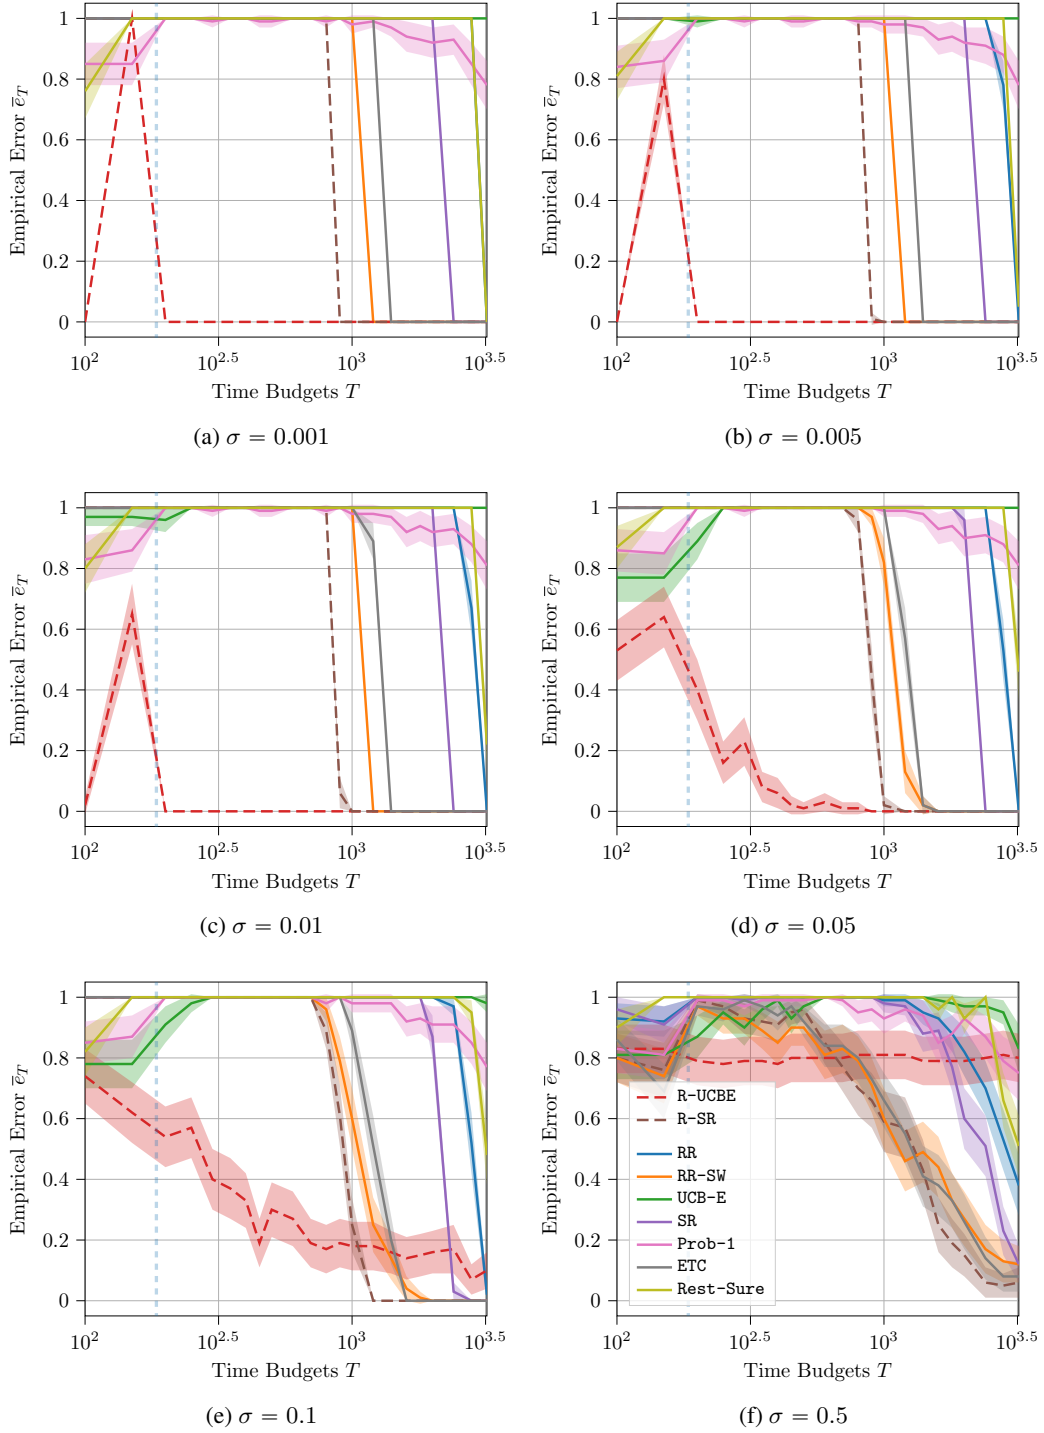 Empirical Error ēT
1
0.8
0.6
0.4
0.2
0
10^2
10^2.5
10^3
10^3.5
Time Budgets T
(a) σ = 0.001
Empirical Error ēT
1
0.8
0.6
0.4
0.2
0
10^2
10^2.5
10^3
10^3.5
Time Budgets T
(b) σ = 0.005
Empirical Error ēT
1
0.8
0.6
0.4
0.2
0
10^2
10^2.5
10^3
10^3.5
Time Budgets T
(c) σ = 0.01
Empirical Error ēT
1
0.8
0.6
0.4
0.2
0
10^2
10^2.5
10^3
10^3.5
Time Budgets T
(d) σ = 0.05
Empirical Error ēT
1
0.8
0.6
0.4
0.2
0
10^2
10^2.5
10^3
10^3.5
Time Budgets T
(e) σ = 0.1
Empirical Error ēT
1
0.8
0.6
0.4
0.2
0
R-UCBE
R-SR
RR
RR-SW
UCB-E
SR
Prob-1
ETC
Rest-Sure
10^2
10^2.5
10^3
10^3.5
Time Budgets T
(f) σ = 0.5